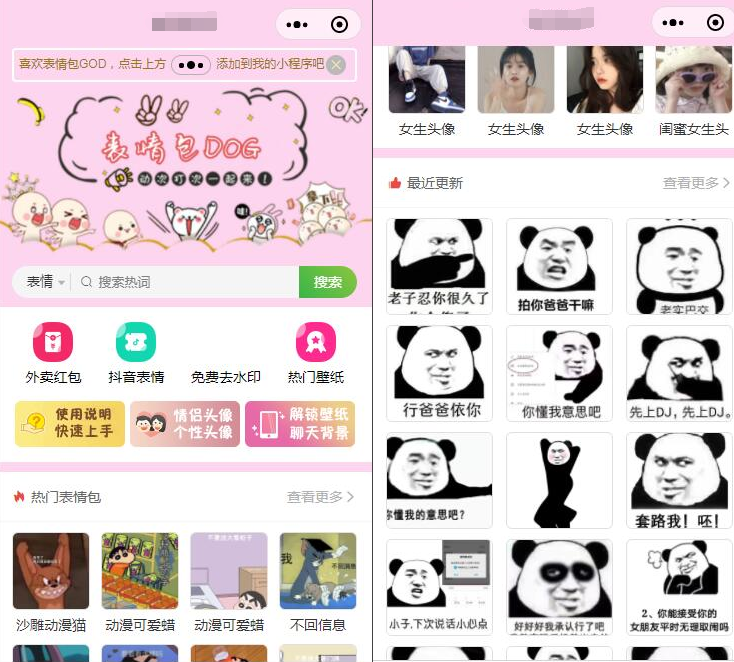 喜欢表情包GOD，点击上方 添加到我的小程序吧
表情包DOG
OK
动次打次一起来！
哇!
表情
搜索热词
搜索
外卖红包
抖音表情
免费去水印
热门壁纸
使用说明
快速上手
情侣头像
个性头像
解锁壁纸
聊天背景
热门表情包
查看更多
我
不回消息
沙雕动漫猫
动漫可爱蜡
动漫可爱蜡
不回信息
女生头像
女生头像
女生头像
闺蜜女生头
最近更新
查看更多
老子忍你很久了
拍你爸爸干嘛
老实巴交
行爸爸依你
你懂我意思吧
先上DJ，先上DJ。
你懂我的意思吧？
套路我！呸！
小子,下次说话小心点
好好好我承认行了吧
2、你能接受你的
女朋友平时无理取闹吗